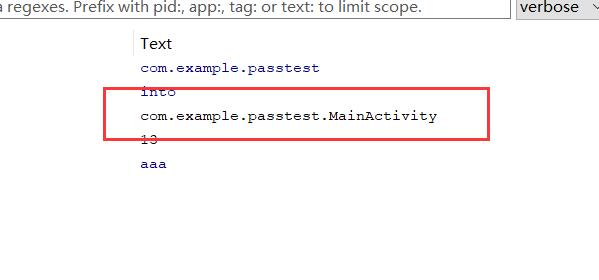 a regexes. Prefix with pid:, app:, tag: or text: to limit scope.
verbose
Text
com.example.passtest
into
com.example.passtest.MainActivity
13
aaa